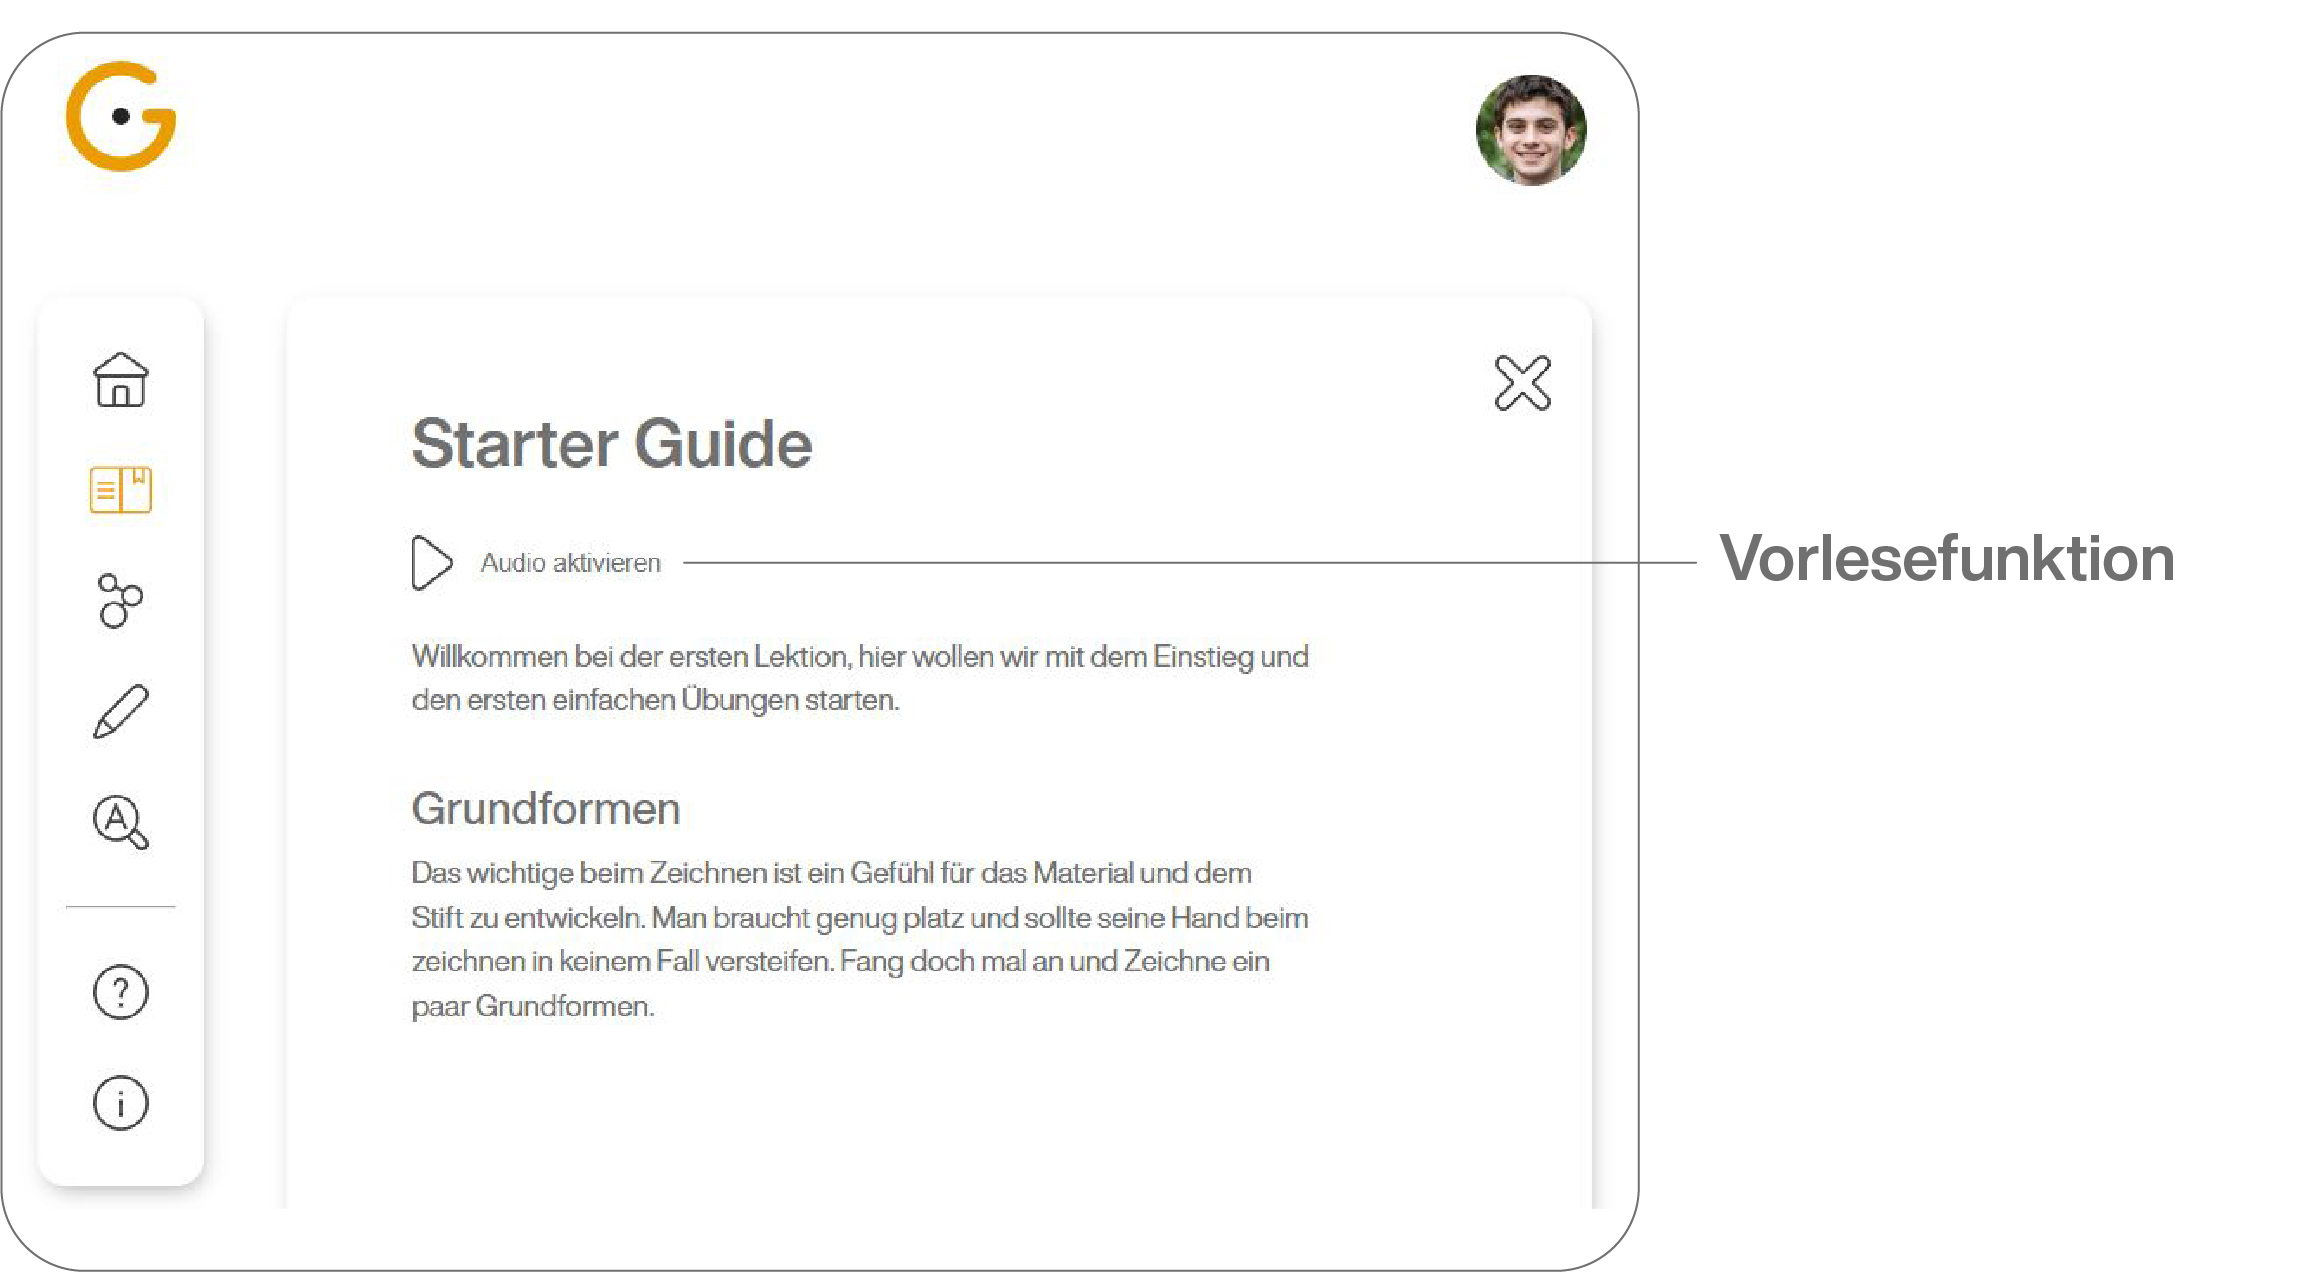 G
Starter Guide
Audio aktivieren
Vorlesefunktion
Willkommen bei der ersten Lektion, hier wollen wir mit dem Einstieg und
den ersten einfachen Übungen starten.
Grundformen
Das wichtige beim Zeichnen ist ein Gefühl für das Material und dem
Stift zu entwickeln. Man braucht genug platz und sollte seine Hand beim
zeichnen in keinem Fall versteifen. Fang doch mal an und Zeichne ein
paar Grundformen.
A
?
i